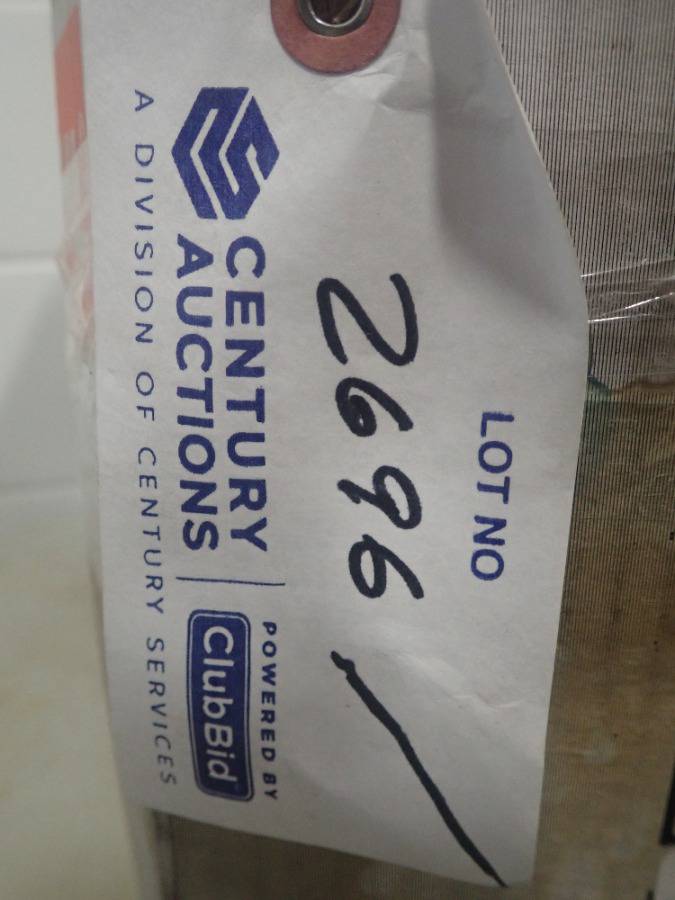 LOT NO
2696 /
CENTURY
AUCTIONS
POWERED BY
ClubBid
A DIVISION OF CENTURY SERVICES